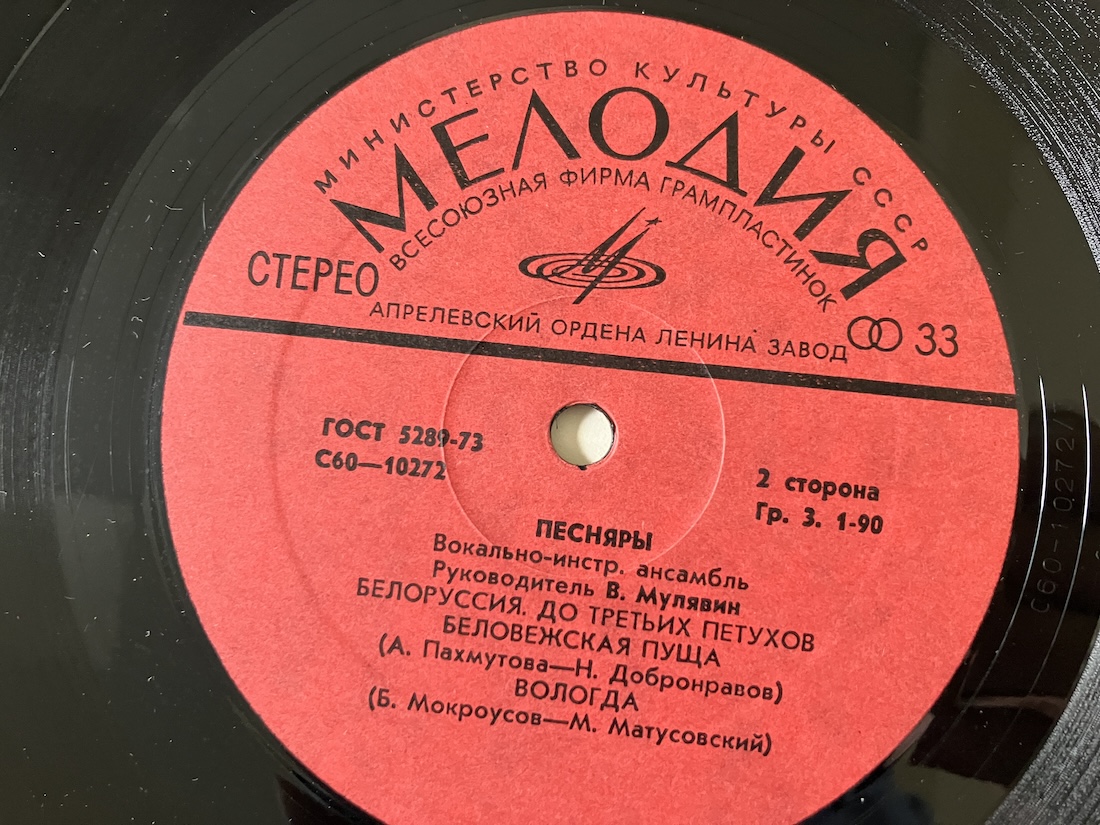 МИНИСТЕРСТВО КУЛЬТУРЫ СССР
МЕЛОДИЯ
ВСЕСОЮЗНАЯ ФИРМА ГРАМПЛАСТИНОК
СТЕРЕО
АПРЕЛЕВСКИЙ ОРДЕНА ЛЕНИНА ЗАВОД
33
ГОСТ 5289-73
С60—10272
2 сторона
Гр. 3. 1-90
ПЕСНЯРЫ
Вокально-инстр. ансамбль
Руководитель В. Мулявин
БЕЛОРУССИЯ. ДО ТРЕТЬИХ ПЕТУХОВ
БЕЛОВЕЖСКАЯ ПУЩА
(А. Пахмутова—Н. Добронравов)
ВОЛОГДА
(Б. Мокроусов—М. Матусовский)
С60-10272/